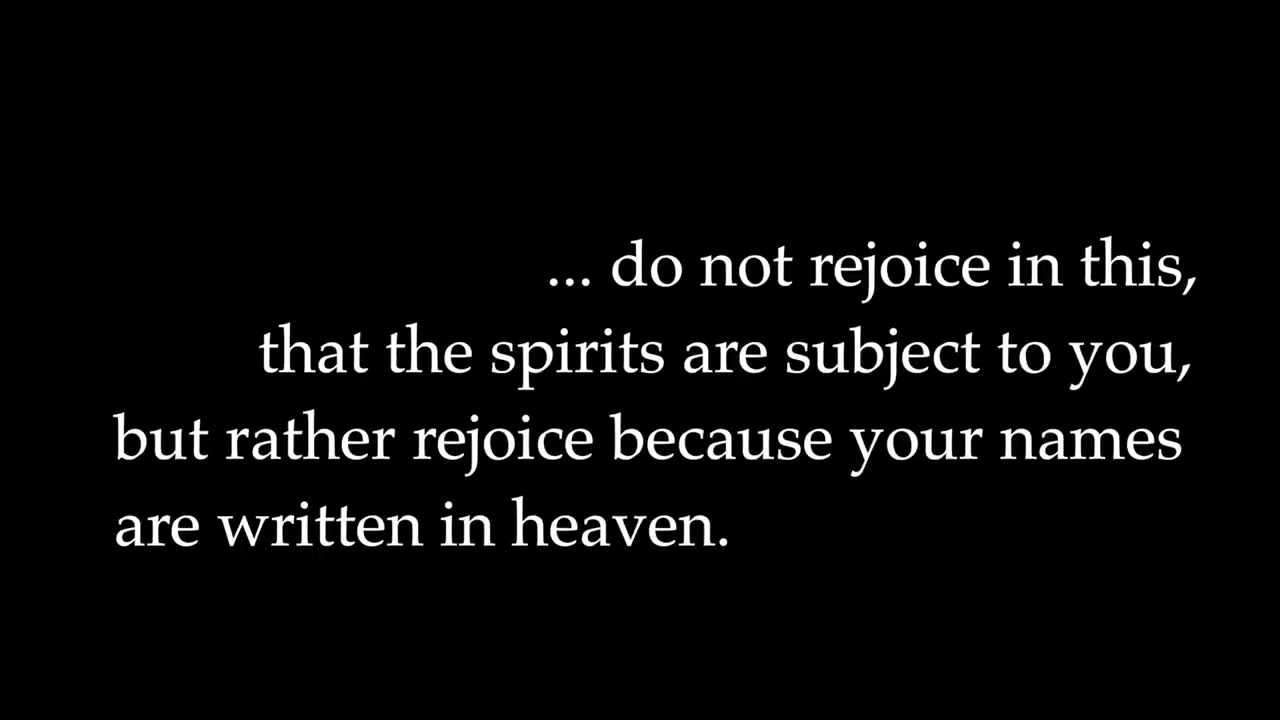 ... do not rejoice in this,
that the spirits are subject to you,
but rather rejoice because your names
are written in heaven.